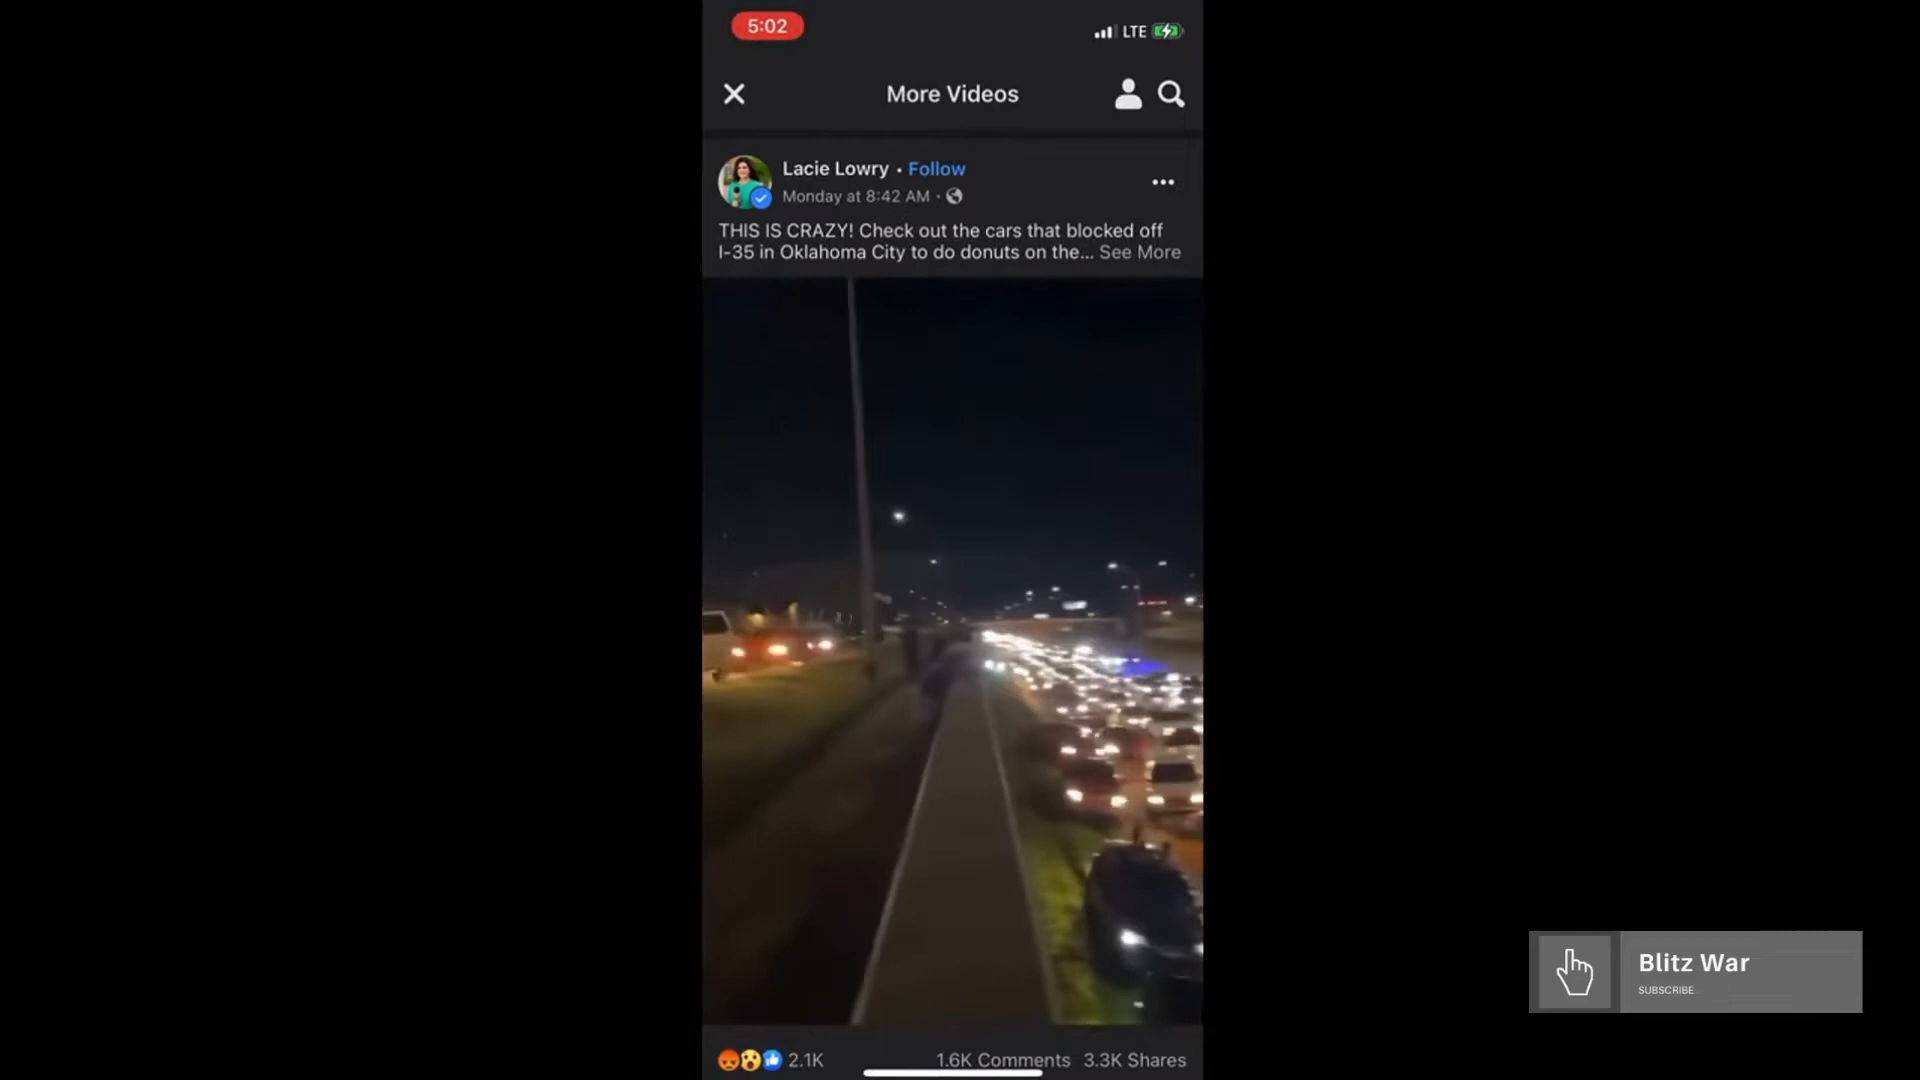 5:02
LTE
More Videos
Lacie Lowry • Follow
Monday at 8:42 AM •
THIS IS CRAZY! Check out the cars that blocked off
I-35 in Oklahoma City to do donuts on the... See More
2.1K
1.6K Comments 3.3K Shares
Blitz War
SUBSCRIBE